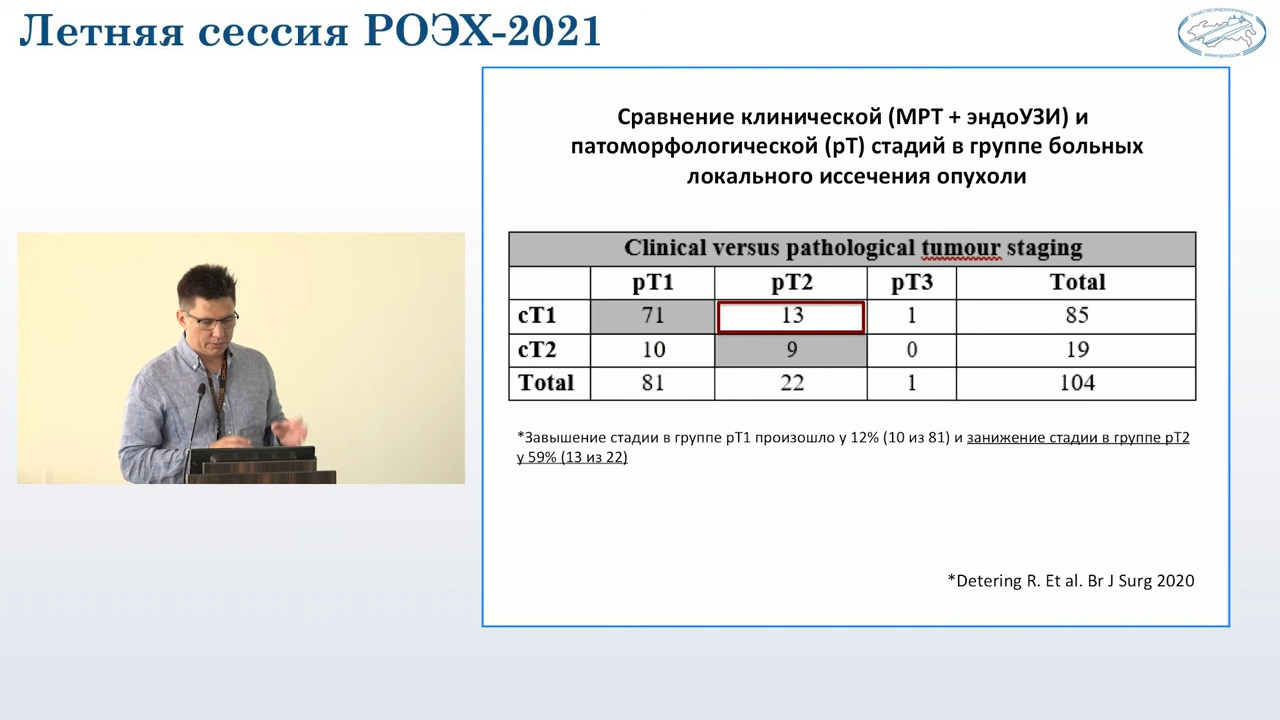 Летняя сессия РОЭХ-2021
Сравнение клинической (МРТ + эндоУЗИ) и
патоморфологической (рТ) стадий в группе больных
локального иссечения опухоли
Clinical versus pathological tumour staging
pT1 pT2 pT3 Total
cT1 71 13 1 85
cT2 10 9 0 19
Total 81 22 1 104
*Завышение стадии в группе рТ1 произошло у 12% (10 из 81) и занижение стадии в группе рТ2
у 59% (13 из 22)
*Detering R. Et al. Br J Surg 2020